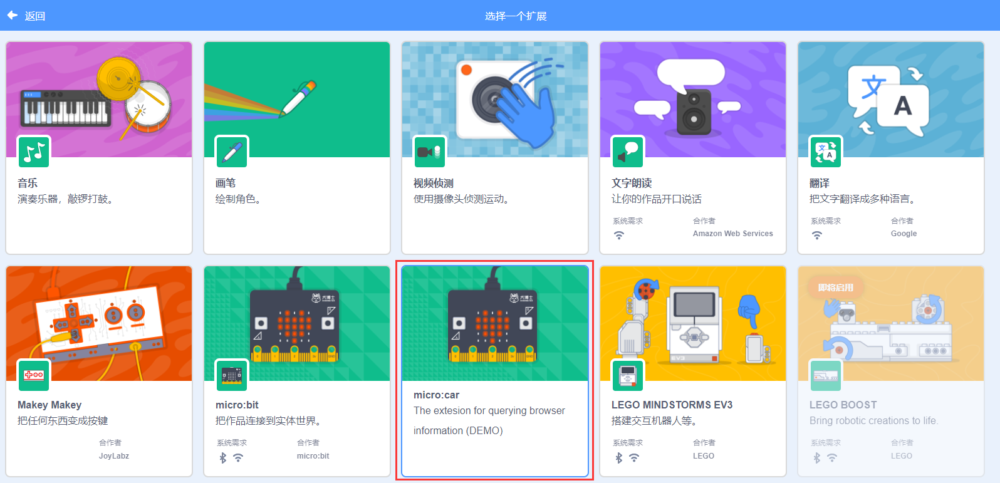 返回
选择一个扩展
音乐
演奏乐器，敲锣打鼓。
画笔
绘制角色。
视频侦测
使用摄像头侦测运动。
文字朗读
让你的作品开口说话
系统需求
合作者
Amazon Web Services
文
A
文
A
翻译
把文字翻译成多种语言。
系统需求
合作者
Google
Makey Makey
把任何东西变成按键
合作者
JoyLabz
micro:bit
把作品连接到实体世界。
系统需求
合作者
micro:bit
micro:car
The extesion for querying browser
information (DEMO)
EV3
LEGO MINDSTORMS EV3
搭建交互机器人等。
系统需求
合作者
LEGO
即将启用
LEGO BOOST
Bring robotic creations to life.
系统需求
合作者
LEGO